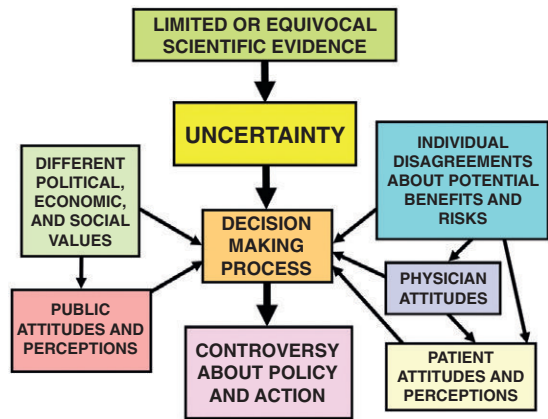 LIMITED OR EQUIVOCAL
SCIENTIFIC EVIDENCE
UNCERTAINTY
DIFFERENT
POLITICAL,
ECONOMIC,
AND SOCIAL
VALUES
INDIVIDUAL
DISAGREEMENTS
ABOUT POTENTIAL
BENEFITS AND
RISKS
DECISION
MAKING
PROCESS
PHYSICIAN
ATTITUDES
PUBLIC
ATTITUDES AND
PERCEPTIONS
CONTROVERSY
ABOUT POLICY
AND ACTION
PATIENT
ATTITUDES AND
PERCEPTIONS